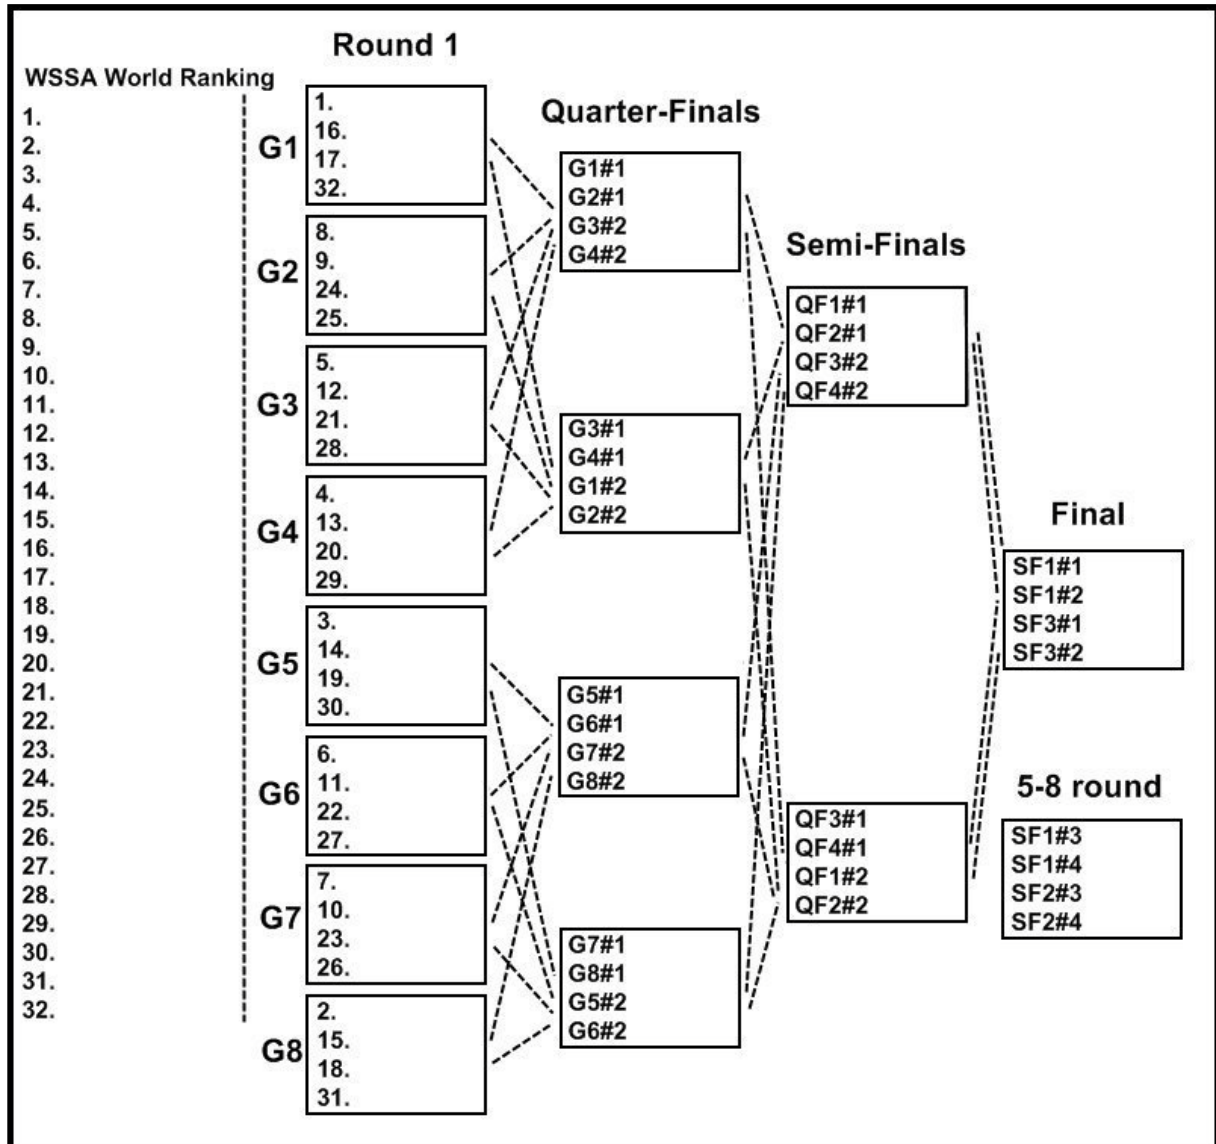 WSSA World Ranking
1.
2.
3.
4.
5.
6.
7.
8.
9.
10.
11.
12.
13.
14.
15.
16.
17.
18.
19.
20.
21.
22.
23.
24.
25.
26.
27.
28.
29.
30.
31.
32.
Round 1
G1
1.
16.
17.
32.
G2
8.
9.
24.
25.
G3
5.
12.
21.
28.
G4
4.
13.
20.
29.
G5
3.
14.
19.
30.
G6
6.
11.
22.
27.
G7
7.
10.
23.
26.
G8
2.
15.
18.
31.
Quarter-Finals
G1#1
G2#1
G3#2
G4#2
G3#1
G4#1
G1#2
G2#2
G5#1
G6#1
G7#2
G8#2
G7#1
G8#1
G5#2
G6#2
Semi-Finals
QF1#1
QF2#1
QF3#2
QF4#2
QF3#1
QF4#1
QF1#2
QF2#2
Final
SF1#1
SF1#2
SF3#1
SF3#2
5-8 round
SF1#3
SF1#4
SF2#3
SF2#4